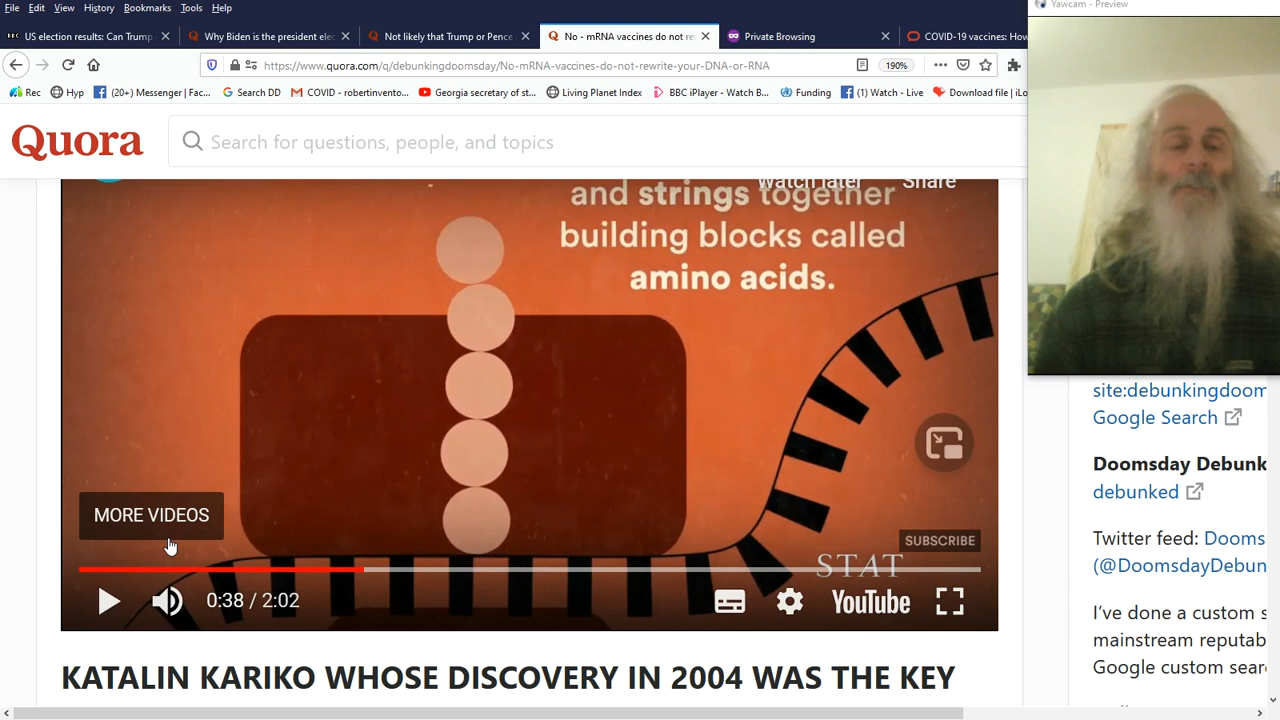 File Edit View History Bookmarks Tools Help
Yawcam - Preview
US election results: Can Trump
Why Biden is the president ele
Not likely that Trump or Pence
No - mRNA vaccines do not re
Private Browsing
COVID-19 vaccines: How
https://www.quora.com/q/debunkingdoomsday/No-mRNA-vaccines-do-not-rewrite-your-DNA-or-RNA
190%
Rec
Hyp
(20+) Messenger | Fac...
Search DD
COVID - robertinvento...
Georgia secretary of st...
Living Planet Index
BBC iPlayer - Watch B...
Funding
(1) Watch - Live
Download file | iLo
Quora
Search for questions, people, and topics
Watch later Share
and strings together
building blocks called
amino acids.
MORE VIDEOS
SUBSCRIBE
STAT
0:38 / 2:02
YouTube
KATALIN KARIKO WHOSE DISCOVERY IN 2004 WAS THE KEY
site:debunkingdoom
Google Search
Doomsday Debunk
debunked
Twitter feed: Dooms
(@DoomsdayDebun
I've done a custom s
mainstream reputab
Google custom sear